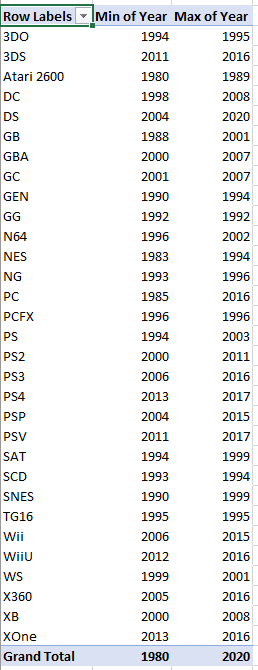 Row Labels Min of Year Max of Year
3DO 1994 1995
3DS 2011 2016
Atari 2600 1980 1989
DC 1998 2008
DS 2004 2020
GB 1988 2001
GBA 2000 2007
GC 2001 2007
GEN 1990 1994
GG 1992 1992
N64 1996 2002
NES 1983 1994
NG 1993 1996
PC 1985 2016
PCFX 1996 1996
PS 1994 2003
PS2 2000 2011
PS3 2006 2016
PS4 2013 2017
PSP 2004 2015
PSV 2011 2017
SAT 1994 1999
SCD 1993 1994
SNES 1990 1999
TG16 1995 1995
Wii 2006 2015
WiiU 2012 2016
WS 1999 2001
X360 2005 2016
XB 2000 2008
XOne 2013 2016
Grand Total 1980 2020